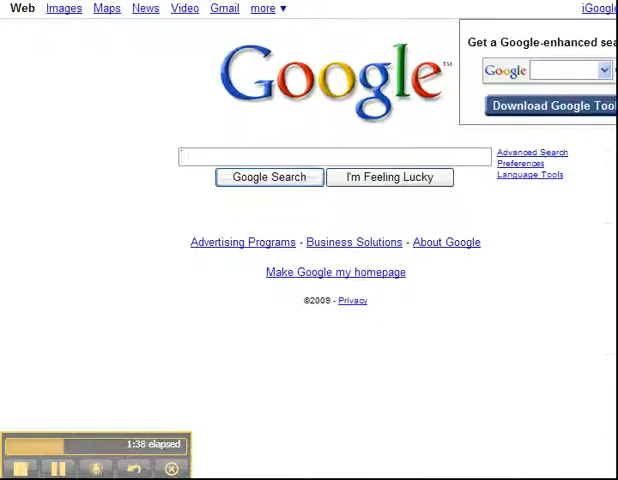 Web Images Maps News Video Gmail more ▼ iGoogle
Get a Google-enhanced sea
Google™
Google
Download Google Tool
Advanced Search
Preferences
Language Tools
Google Search I'm Feeling Lucky
Advertising Programs - Business Solutions - About Google
Make Google my homepage
©2009 - Privacy
1:38 elapsed